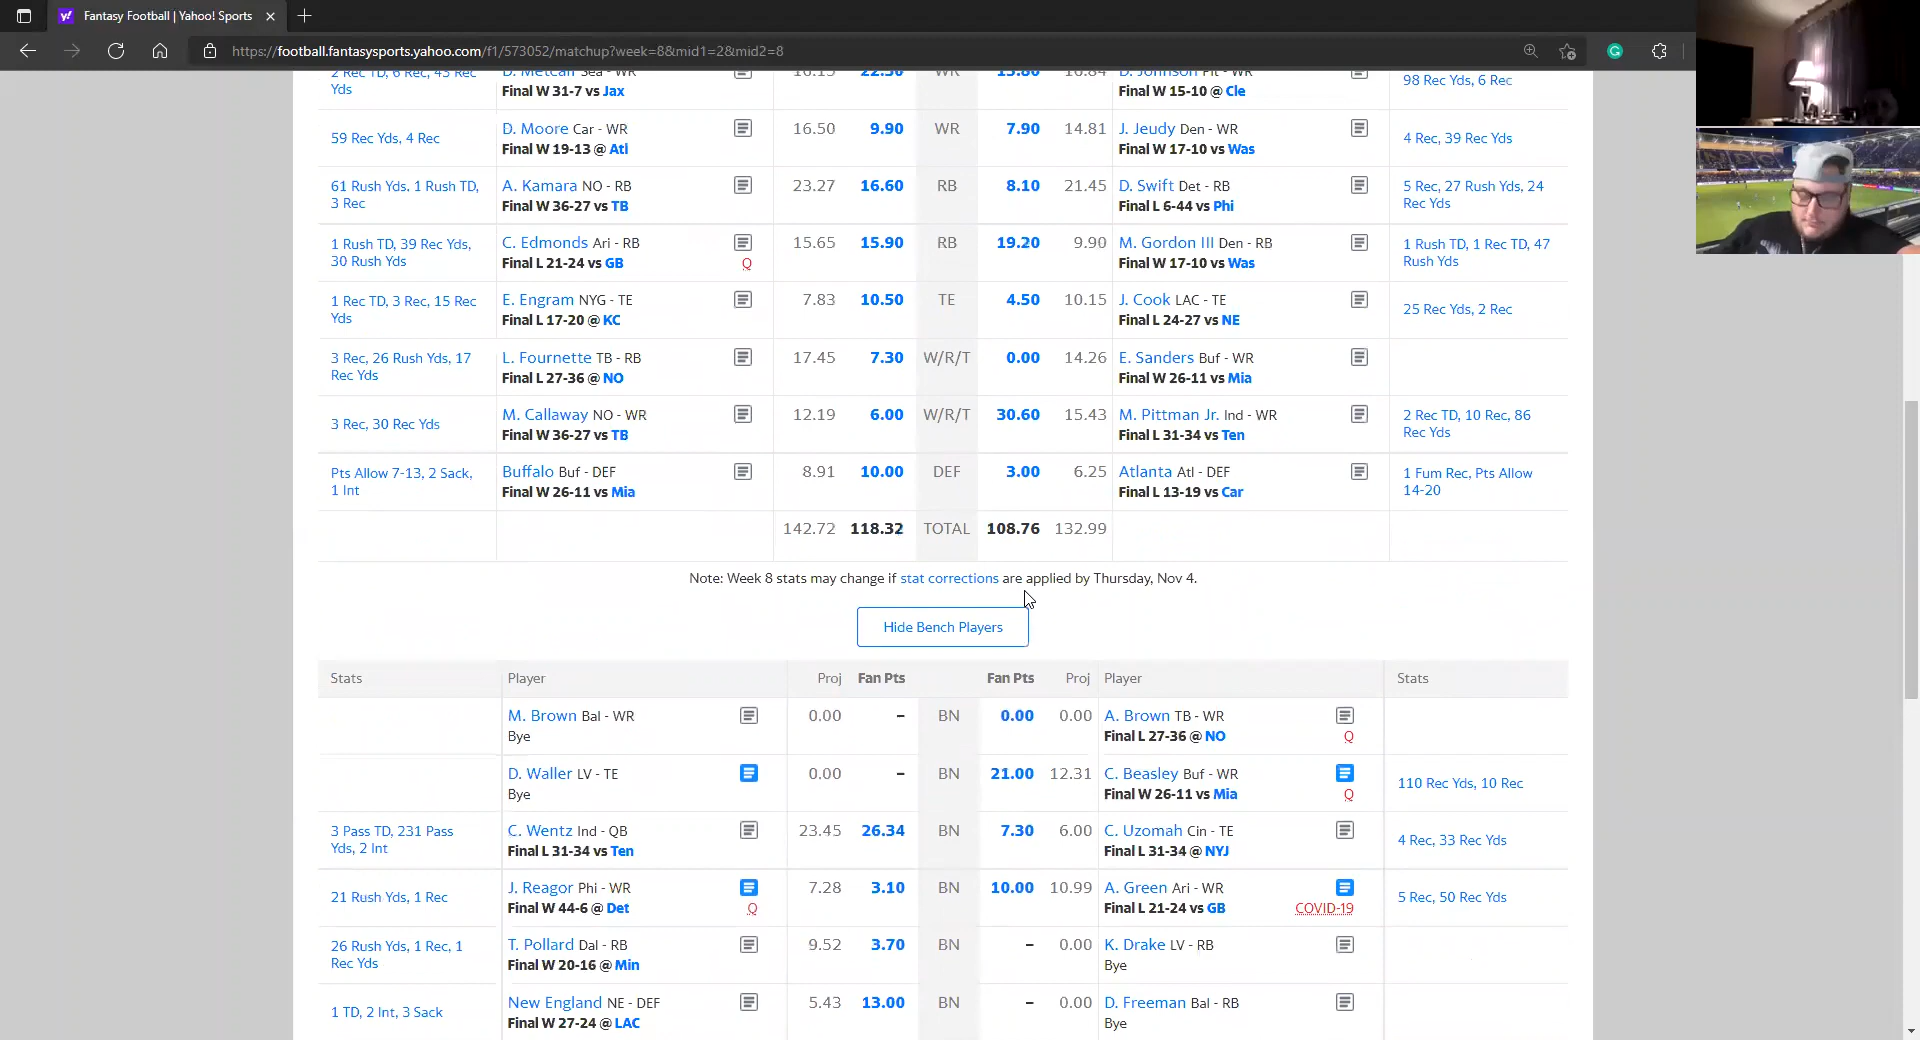 Fantasy Football | Yahoo! Sports
https://football.fantasysports.yahoo.com/f1/573052/matchup?week=8&mid1=2&mid2=8
2 Rec TD, 6 Rec, 43 Rec Yds D. Metcalf Sea - WR Final W 31-7 vs Jax 16.15 22.30 WR 15.80 16.84 D. Johnson Pit - WR Final W 15-10 @ Cle 98 Rec Yds, 6 Rec
59 Rec Yds, 4 Rec D. Moore Car - WR Final W 19-13 @ Atl 16.50 9.90 WR 7.90 14.81 J. Jeudy Den - WR Final W 17-10 vs Was 4 Rec, 39 Rec Yds
61 Rush Yds, 1 Rush TD, 3 Rec A. Kamara NO - RB Final W 36-27 vs TB 23.27 16.60 RB 8.10 21.45 D. Swift Det - RB Final L 6-44 vs Phi 5 Rec, 27 Rush Yds, 24 Rec Yds
1 Rush TD, 39 Rec Yds, 30 Rush Yds C. Edmonds Ari - RB Final L 21-24 vs GB Q 15.65 15.90 RB 19.20 9.90 M. Gordon III Den - RB Final W 17-10 vs Was 1 Rush TD, 1 Rec TD, 47 Rush Yds
1 Rec TD, 3 Rec, 15 Rec Yds E. Engram NYG - TE Final L 17-20 @ KC 7.83 10.50 TE 4.50 10.15 J. Cook LAC - TE Final L 24-27 vs NE 25 Rec Yds, 2 Rec
3 Rec, 26 Rush Yds, 17 Rec Yds L. Fournette TB - RB Final L 27-36 @ NO 17.45 7.30 W/R/T 0.00 14.26 E. Sanders Buf - WR Final W 26-11 vs Mia
3 Rec, 30 Rec Yds M. Callaway NO - WR Final W 36-27 vs TB 12.19 6.00 W/R/T 30.60 15.43 M. Pittman Jr. Ind - WR Final L 31-34 vs Ten 2 Rec TD, 10 Rec, 86 Rec Yds
Pts Allow 7-13, 2 Sack, 1 Int Buffalo Buf - DEF Final W 26-11 vs Mia 8.91 10.00 DEF 3.00 6.25 Atlanta Atl - DEF Final L 13-19 vs Car 1 Fum Rec, Pts Allow 14-20
142.72 118.32 TOTAL 108.76 132.99
Note: Week 8 stats may change if stat corrections are applied by Thursday, Nov 4.
Hide Bench Players
Stats Player Proj Fan Pts Fan Pts Proj Player Stats
M. Brown Bal - WR Bye 0.00 – BN 0.00 0.00 A. Brown TB - WR Final L 27-36 @ NO Q
D. Waller LV - TE Bye 0.00 – BN 21.00 12.31 C. Beasley Buf - WR Final W 26-11 vs Mia Q 110 Rec Yds, 10 Rec
3 Pass TD, 231 Pass Yds, 2 Int C. Wentz Ind - QB Final L 31-34 vs Ten 23.45 26.34 BN 7.30 6.00 C. Uzomah Cin - TE Final L 31-34 @ NYJ 4 Rec, 33 Rec Yds
21 Rush Yds, 1 Rec J. Reagor Phi - WR Final W 44-6 @ Det Q 7.28 3.10 BN 10.00 10.99 A. Green Ari - WR Final L 21-24 vs GB COVID-19 5 Rec, 50 Rec Yds
26 Rush Yds, 1 Rec, 1 Rec Yds T. Pollard Dal - RB Final W 20-16 @ Min 9.52 3.70 BN – 0.00 K. Drake LV - RB Bye
1 TD, 2 Int, 3 Sack New England NE - DEF Final W 27-24 @ LAC 5.43 13.00 BN – 0.00 D. Freeman Bal - RB Bye